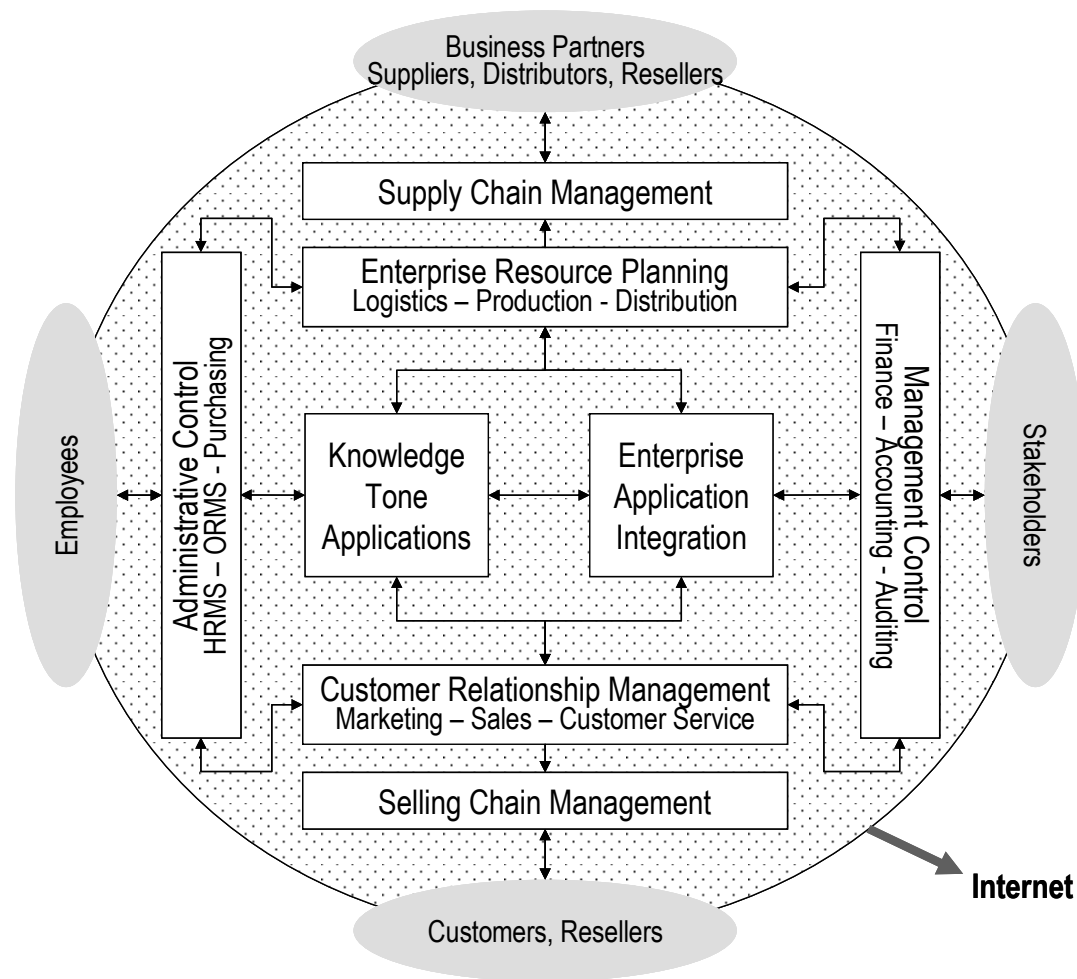 Business Partners
Suppliers, Distributors, Resellers
Supply Chain Management
Enterprise Resource Planning
Logistics – Production - Distribution
Employees
Administrative Control
HRMS – ORMS - Purchasing
Knowledge
Tone
Applications
Enterprise
Application
Integration
Management Control
Finance – Accounting - Auditing
Stakeholders
Customer Relationship Management
Marketing – Sales – Customer Service
Selling Chain Management
Internet
Customers, Resellers